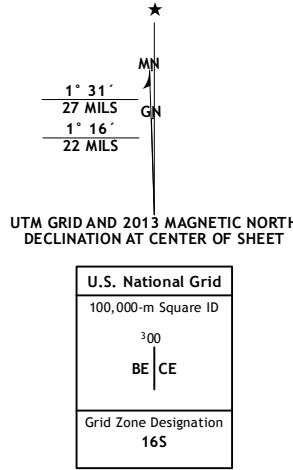 MN
1° 31´
27 MILS
GN
1° 16´
22 MILS
UTM GRID AND 2013 MAGNETIC NORTH
DECLINATION AT CENTER OF SHEET
U.S. National Grid
100,000-m Square ID
³00
BE CE
Grid Zone Designation
16S